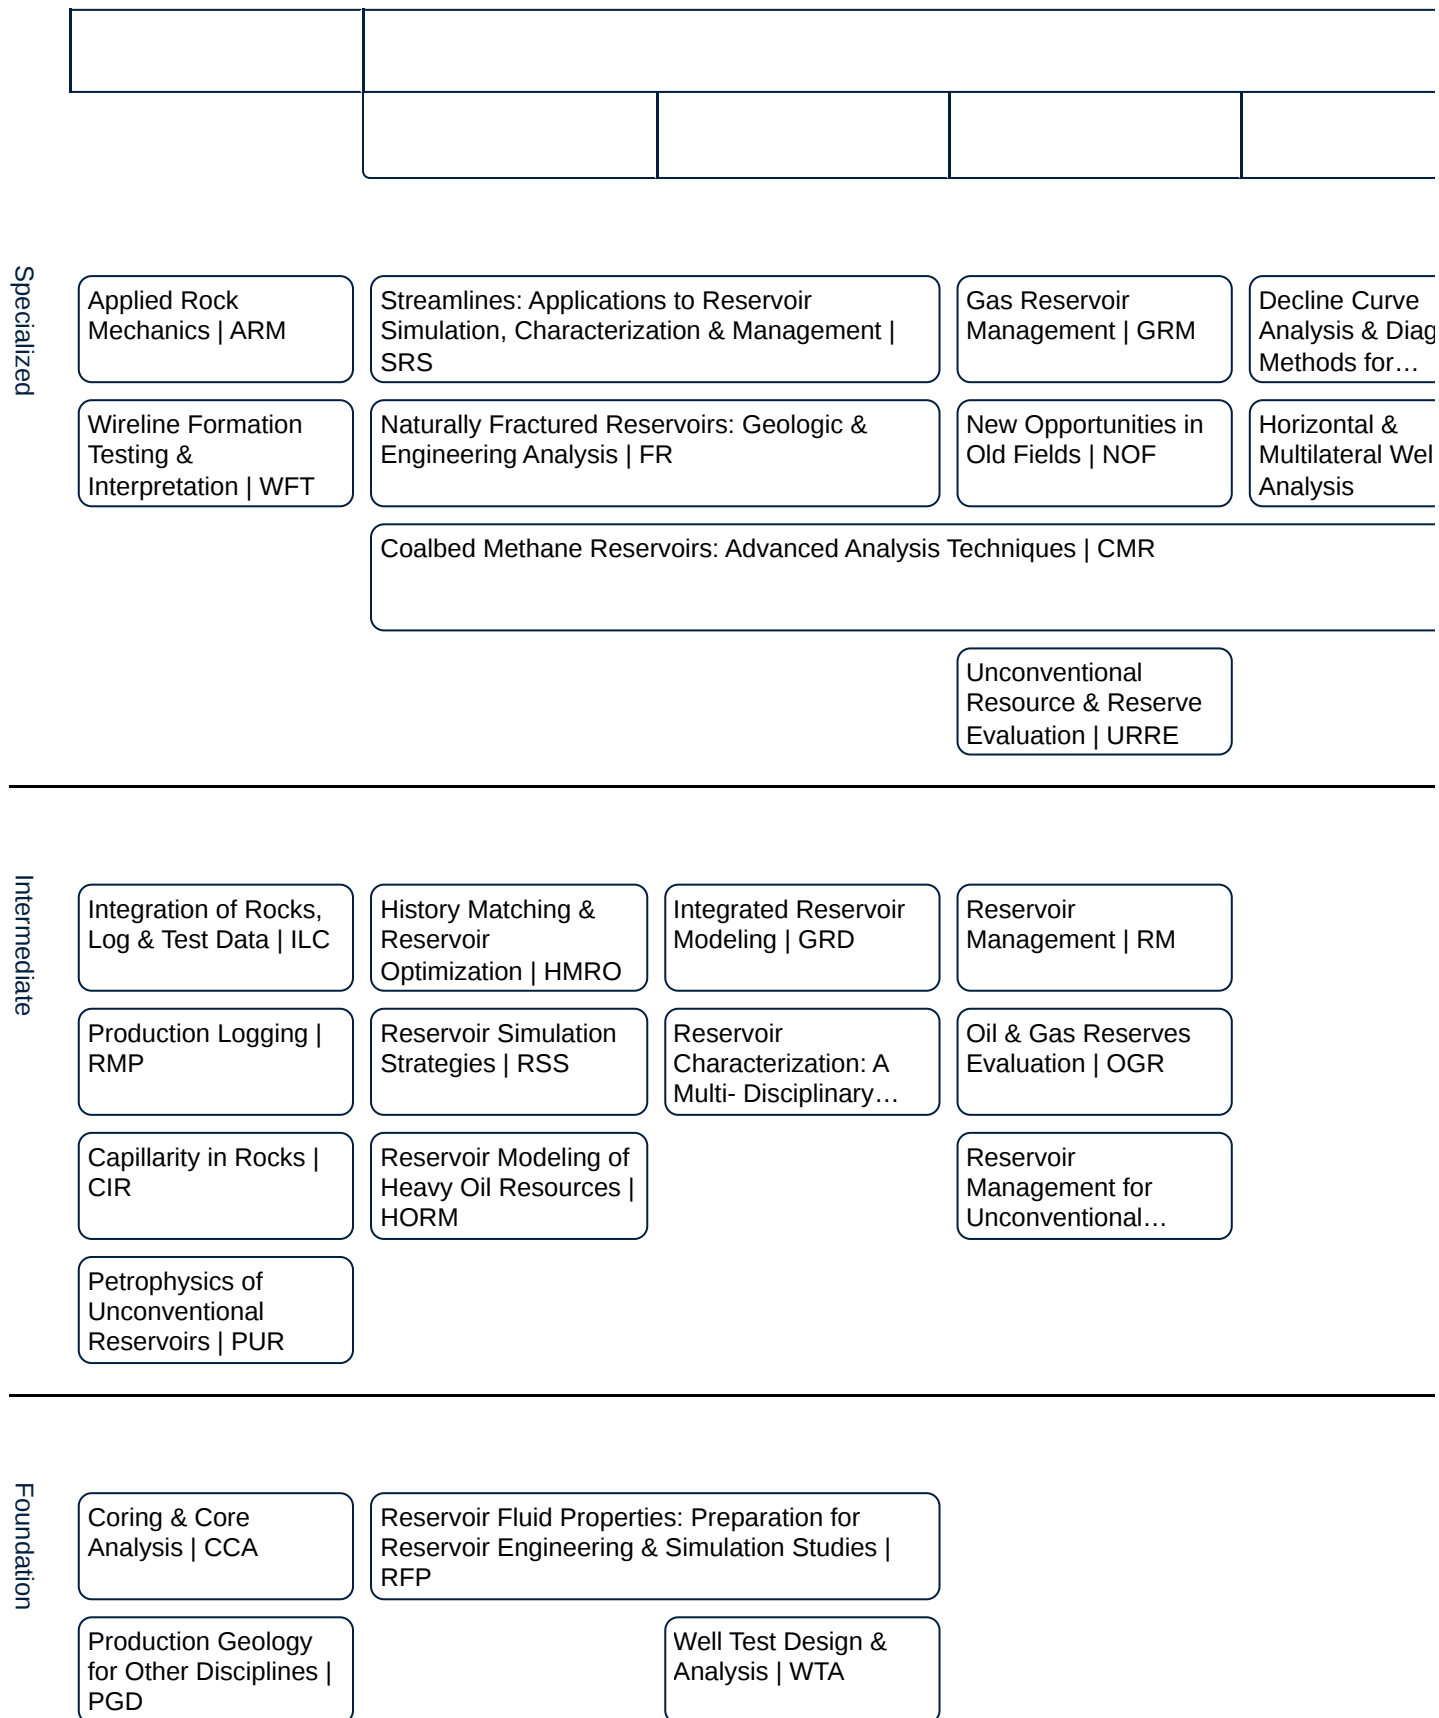 Specialized
Applied Rock
Mechanics | ARM
Streamlines: Applications to Reservoir
Simulation, Characterization & Management |
SRS
Gas Reservoir
Management | GRM
Decline Curve
Analysis & Diag
Methods for…
Wireline Formation
Testing &
Interpretation | WFT
Naturally Fractured Reservoirs: Geologic &
Engineering Analysis | FR
New Opportunities in
Old Fields | NOF
Horizontal &
Multilateral Wel
Analysis
Coalbed Methane Reservoirs: Advanced Analysis Techniques | CMR
Unconventional
Resource & Reserve
Evaluation | URRE
Intermediate
Integration of Rocks,
Log & Test Data | ILC
History Matching &
Reservoir
Optimization | HMRO
Integrated Reservoir
Modeling | GRD
Reservoir
Management | RM
Production Logging |
RMP
Reservoir Simulation
Strategies | RSS
Reservoir
Characterization: A
Multi- Disciplinary…
Oil & Gas Reserves
Evaluation | OGR
Capillarity in Rocks |
CIR
Reservoir Modeling of
Heavy Oil Resources |
HORM
Reservoir
Management for
Unconventional…
Petrophysics of
Unconventional
Reservoirs | PUR
Foundation
Coring & Core
Analysis | CCA
Reservoir Fluid Properties: Preparation for
Reservoir Engineering & Simulation Studies |
RFP
Production Geology
for Other Disciplines |
PGD
Well Test Design &
Analysis | WTA